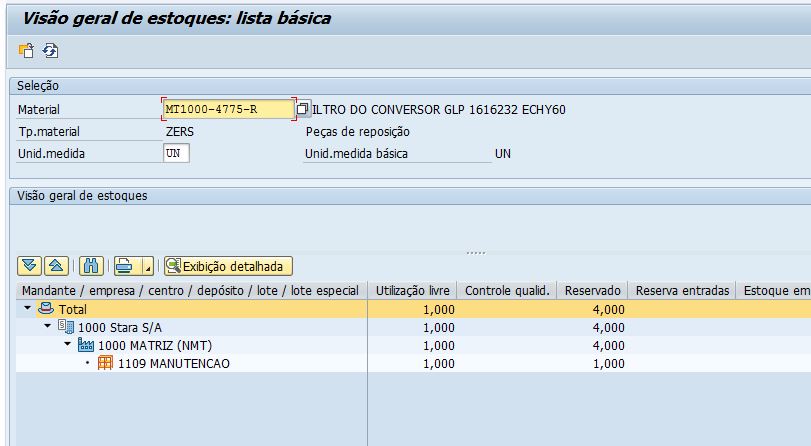 Visão geral de estoques: lista básica
Seleção
Material MT1000-4775-R ILTRO DO CONVERSOR GLP 1616232 ECHY60
Tp.material ZERS Peças de reposição
Unid.medida UN Unid.medida básica UN
Visão geral de estoques
Exibição detalhada
Mandante / empresa / centro / depósito / lote / lote especial Utilização livre Controle qualid. Reservado Reserva entradas Estoque em
Total 1,000 4,000
1000 Stara S/A 1,000 4,000
1000 MATRIZ (NMT) 1,000 4,000
1109 MANUTENCAO 1,000 1,000